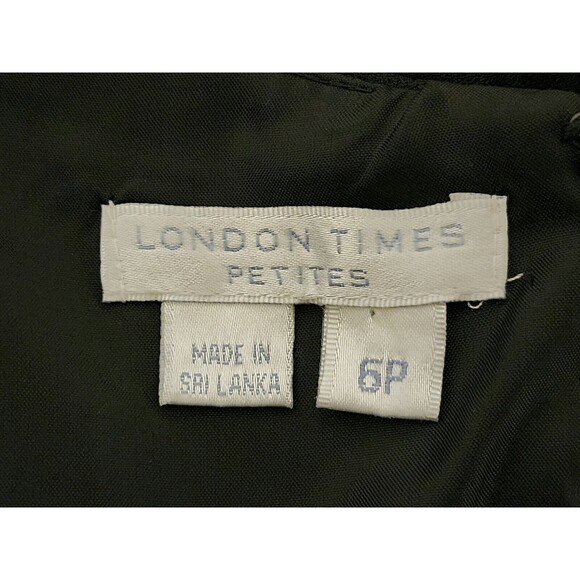 LONDON TIMES
PETITES
MADE IN
SRI LANKA
6P